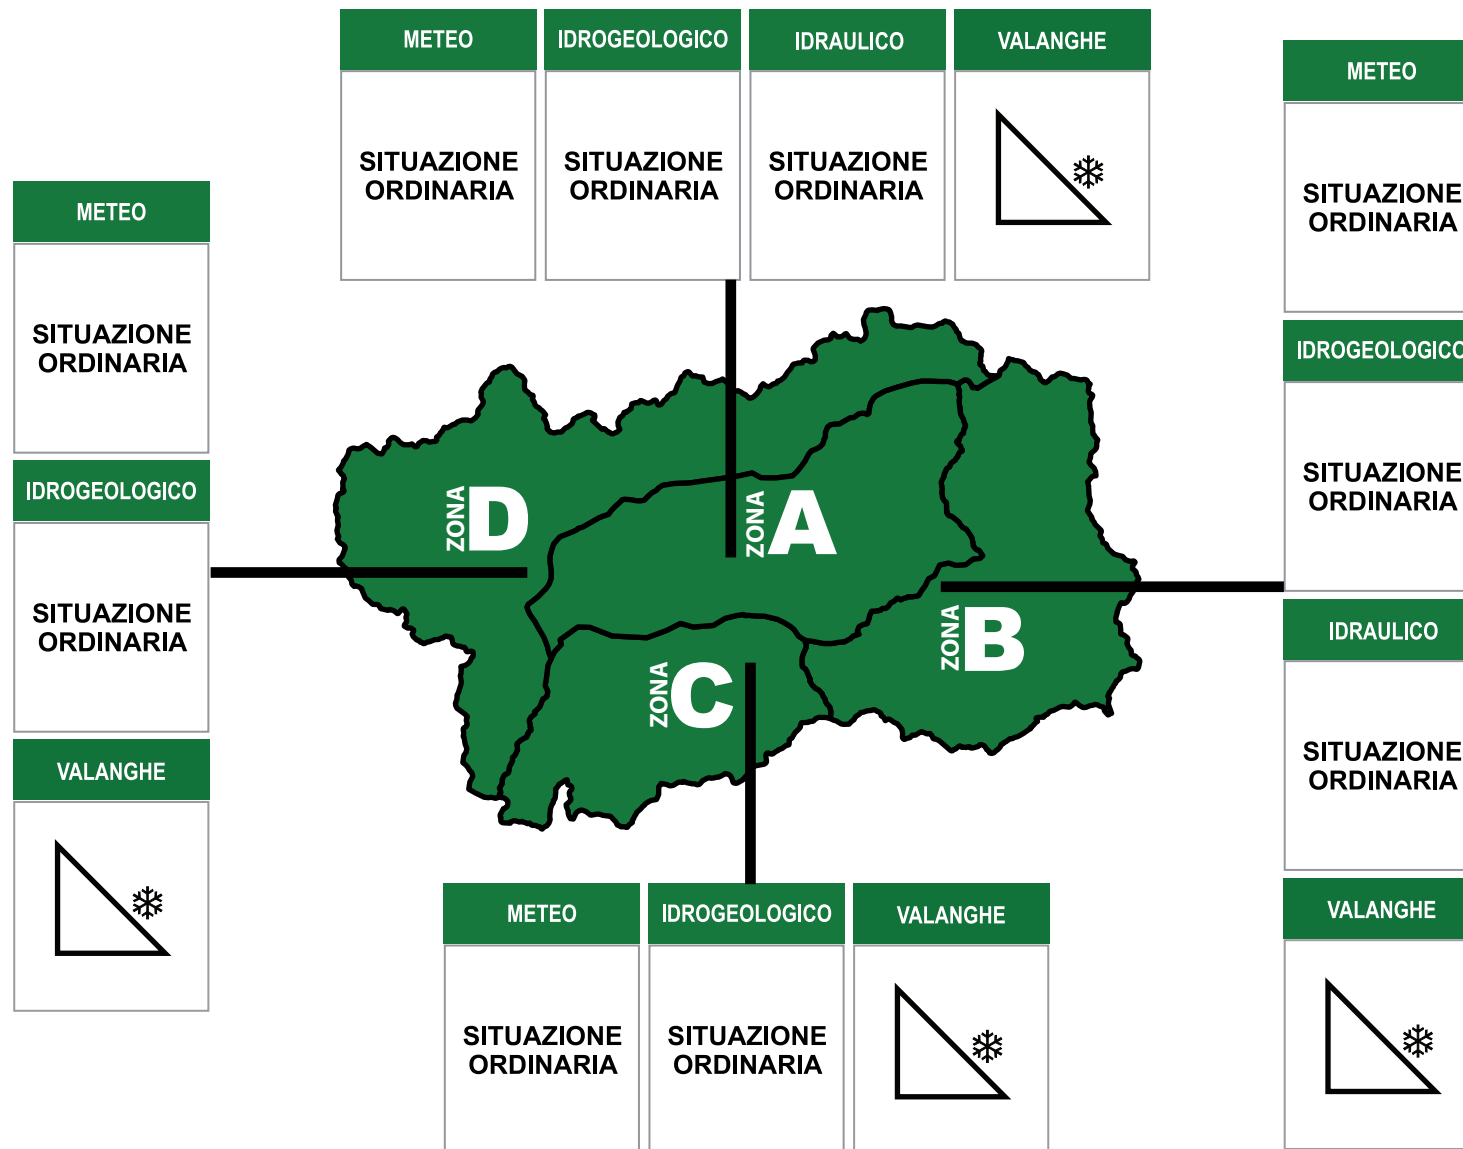 METEO
IDROGEOLOGICO
IDRAULICO
VALANGHE
SITUAZIONE
ORDINARIA
SITUAZIONE
ORDINARIA
SITUAZIONE
ORDINARIA
METEO
SITUAZIONE
ORDINARIA
IDROGEOLOGICO
SITUAZIONE
ORDINARIA
VALANGHE
ZONA D
ZONA A
ZONA B
ZONA C
METEO
SITUAZIONE
ORDINARIA
IDROGEOLOGICO
SITUAZIONE
ORDINARIA
IDRAULICO
SITUAZIONE
ORDINARIA
VALANGHE
METEO
IDROGEOLOGICO
VALANGHE
SITUAZIONE
ORDINARIA
SITUAZIONE
ORDINARIA